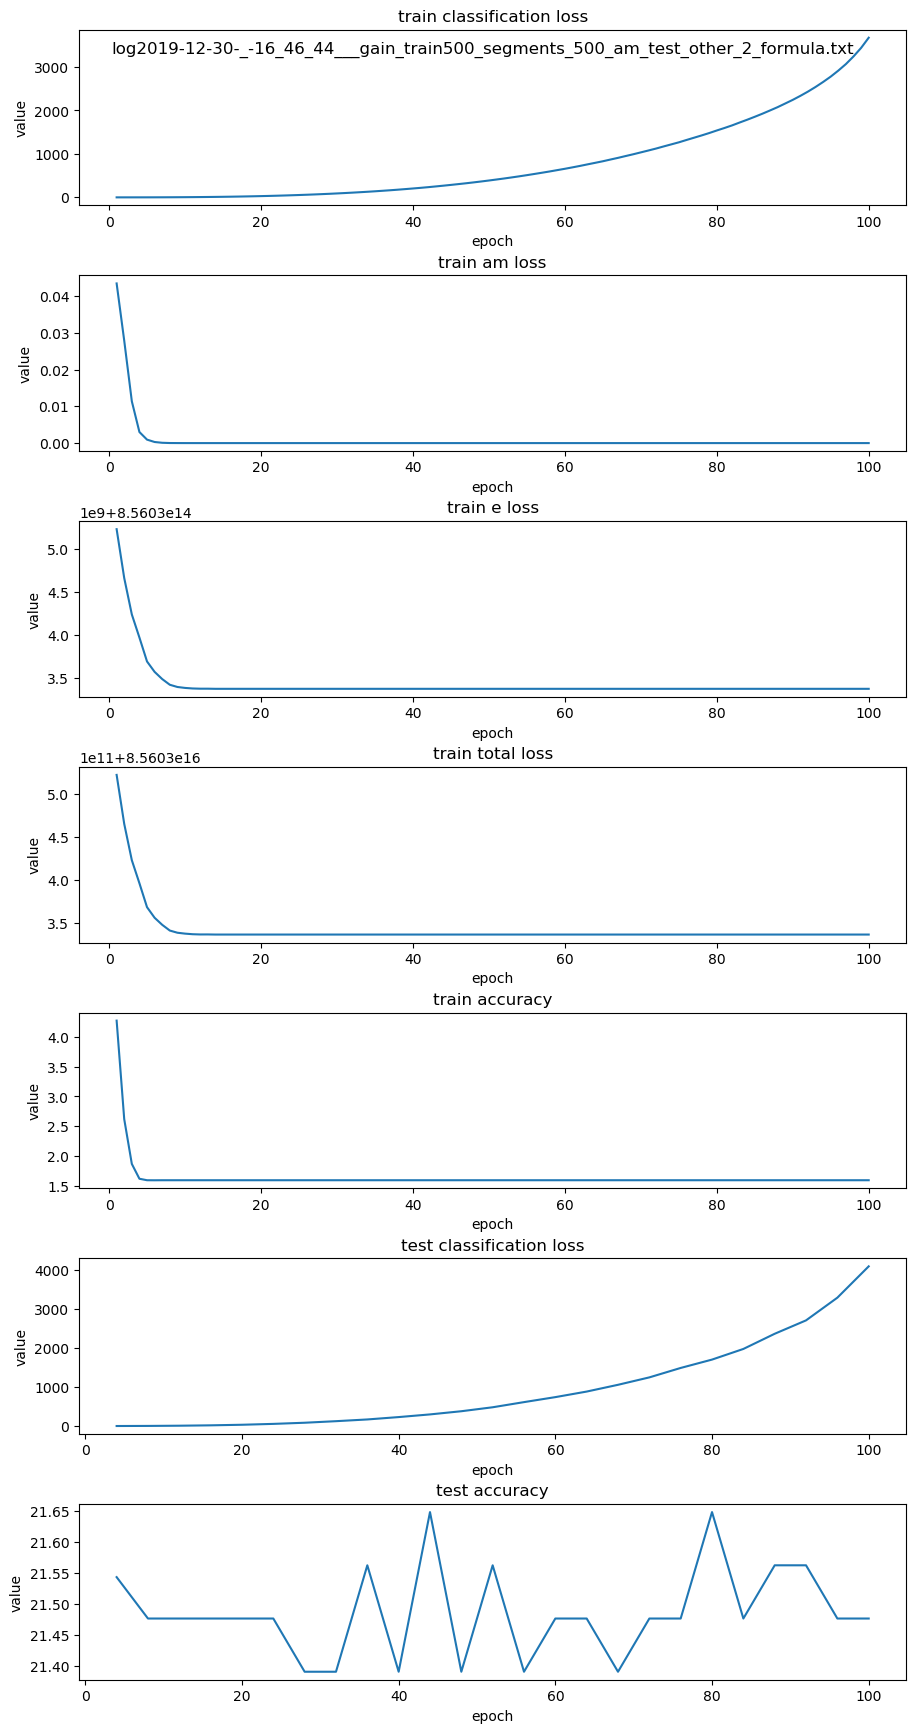 train classification loss
log2019-12-30-_-16_46_44___gain_train500_segments_500_am_test_other_2_formula.txt
3000
2000
1000
0
value
0 20 40 60 80 100
epoch
train am loss
0.04
0.03
0.02
0.01
0.00
value
0 20 40 60 80 100
epoch
train e loss
1e9+8.5603e14
5.0
4.5
4.0
3.5
value
0 20 40 60 80 100
epoch
train total loss
1e11+8.5603e16
5.0
4.5
4.0
3.5
value
0 20 40 60 80 100
epoch
train accuracy
4.0
3.5
3.0
2.5
2.0
1.5
value
0 20 40 60 80 100
epoch
test classification loss
4000
3000
2000
1000
0
value
0 20 40 60 80 100
epoch
test accuracy
21.65
21.60
21.55
21.50
21.45
21.40
value
0 20 40 60 80 100
epoch